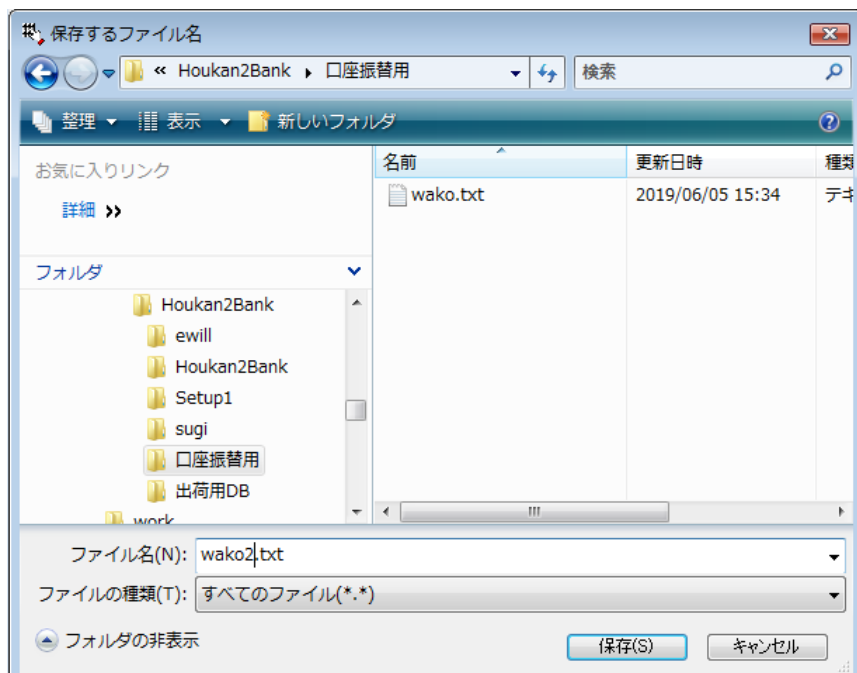 保存するファイル名
« Houkan2Bank ▸ 口座振替用
検索
整理 表示 新しいフォルダ
お気に入りリンク
詳細 »
フォルダ
Houkan2Bank
ewill
Houkan2Bank
Setup1
sugi
口座振替用
出荷用DB
work
名前 更新日時 種類
wako.txt 2019/06/05 15:34 テキ
ファイル名(N): wako2.txt
ファイルの種類(T): すべてのファイル(*.*)
フォルダの非表示
保存(S) キャンセル